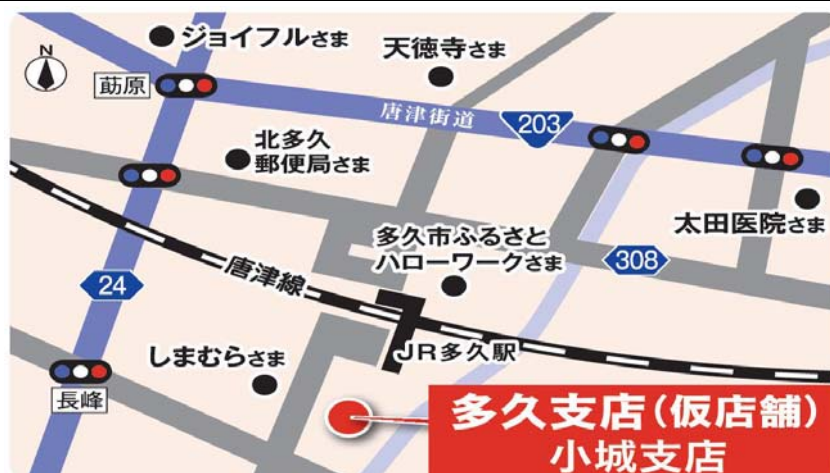 N
ジョイフルさま
天徳寺さま
莇原
唐津街道
203
北多久
郵便局さま
太田医院さま
多久市ふるさと
ハローワークさま
308
唐津線
24
JR多久駅
しまむらさま
長峰
多久支店(仮店舗)
小城支店